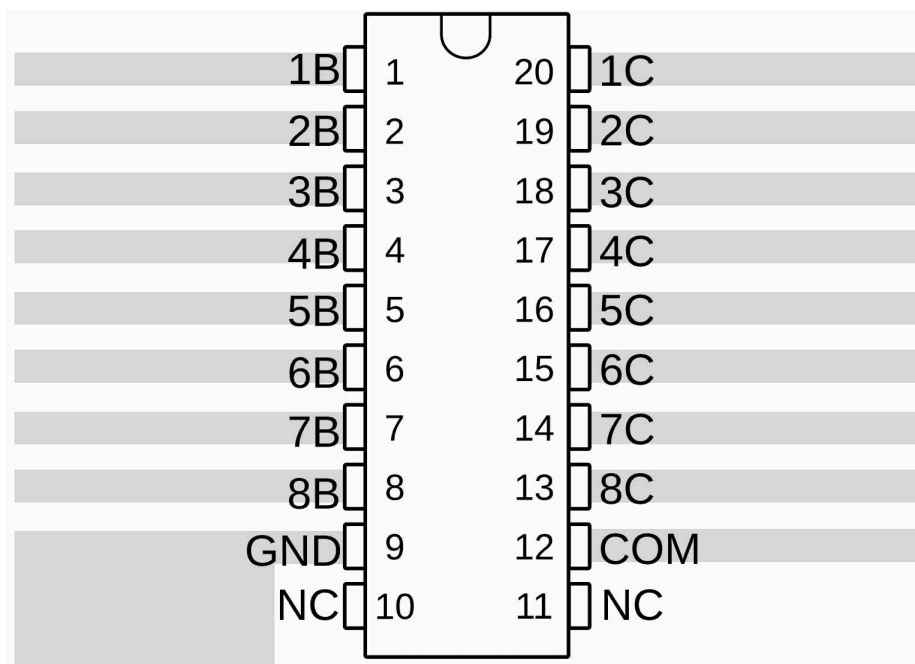 1B 1 20 1C
2B 2 19 2C
3B 3 18 3C
4B 4 17 4C
5B 5 16 5C
6B 6 15 6C
7B 7 14 7C
8B 8 13 8C
GND 9 12 COM
NC 10 11 NC